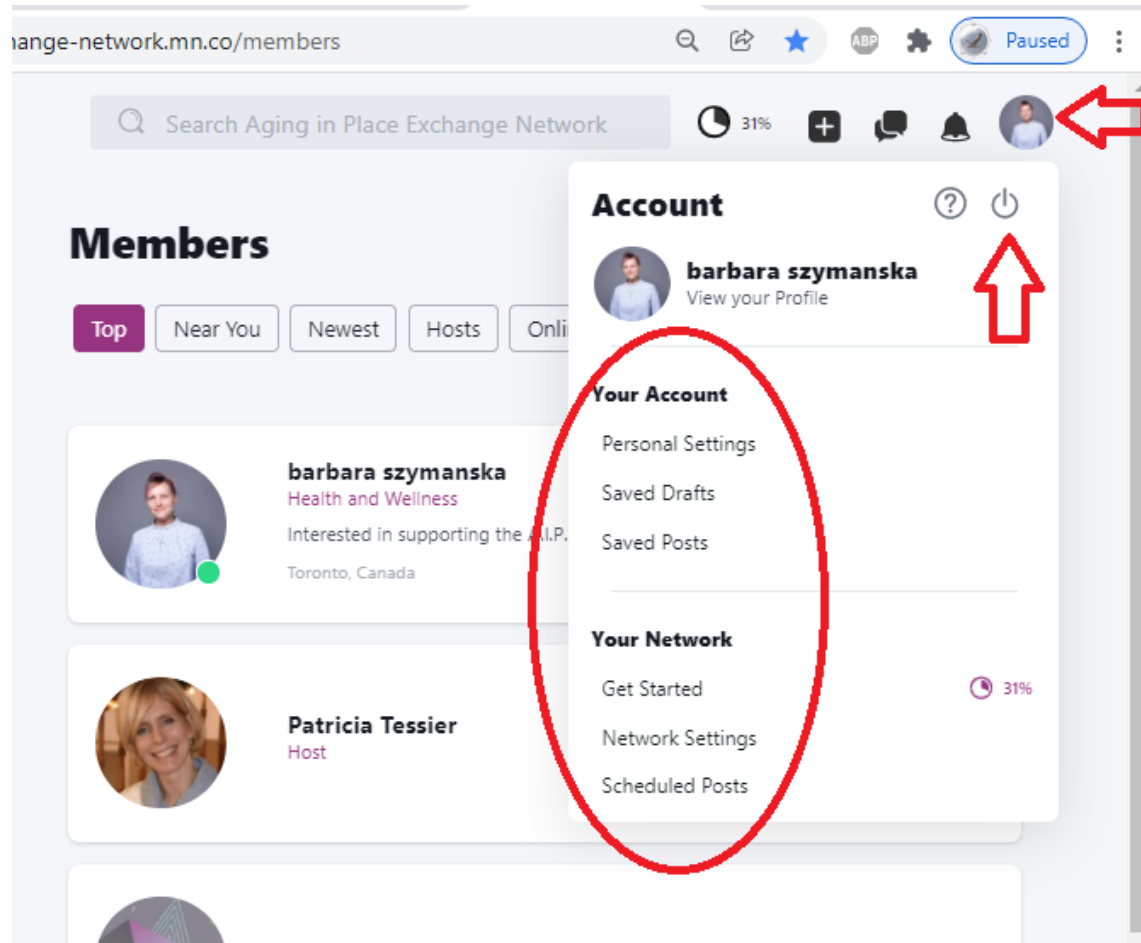 hange-network.mn.co/members
ABP
Paused
Search Aging in Place Exchange Network
31%
Account
barbara szymanska
View your Profile
Members
Top
Near You
Newest
Hosts
Onli
Your Account
Personal Settings
Saved Drafts
Saved Posts
barbara szymanska
Health and Wellness
Interested in supporting the A.I.P.
Toronto, Canada
Your Network
Get Started
31%
Network Settings
Scheduled Posts
Patricia Tessier
Host